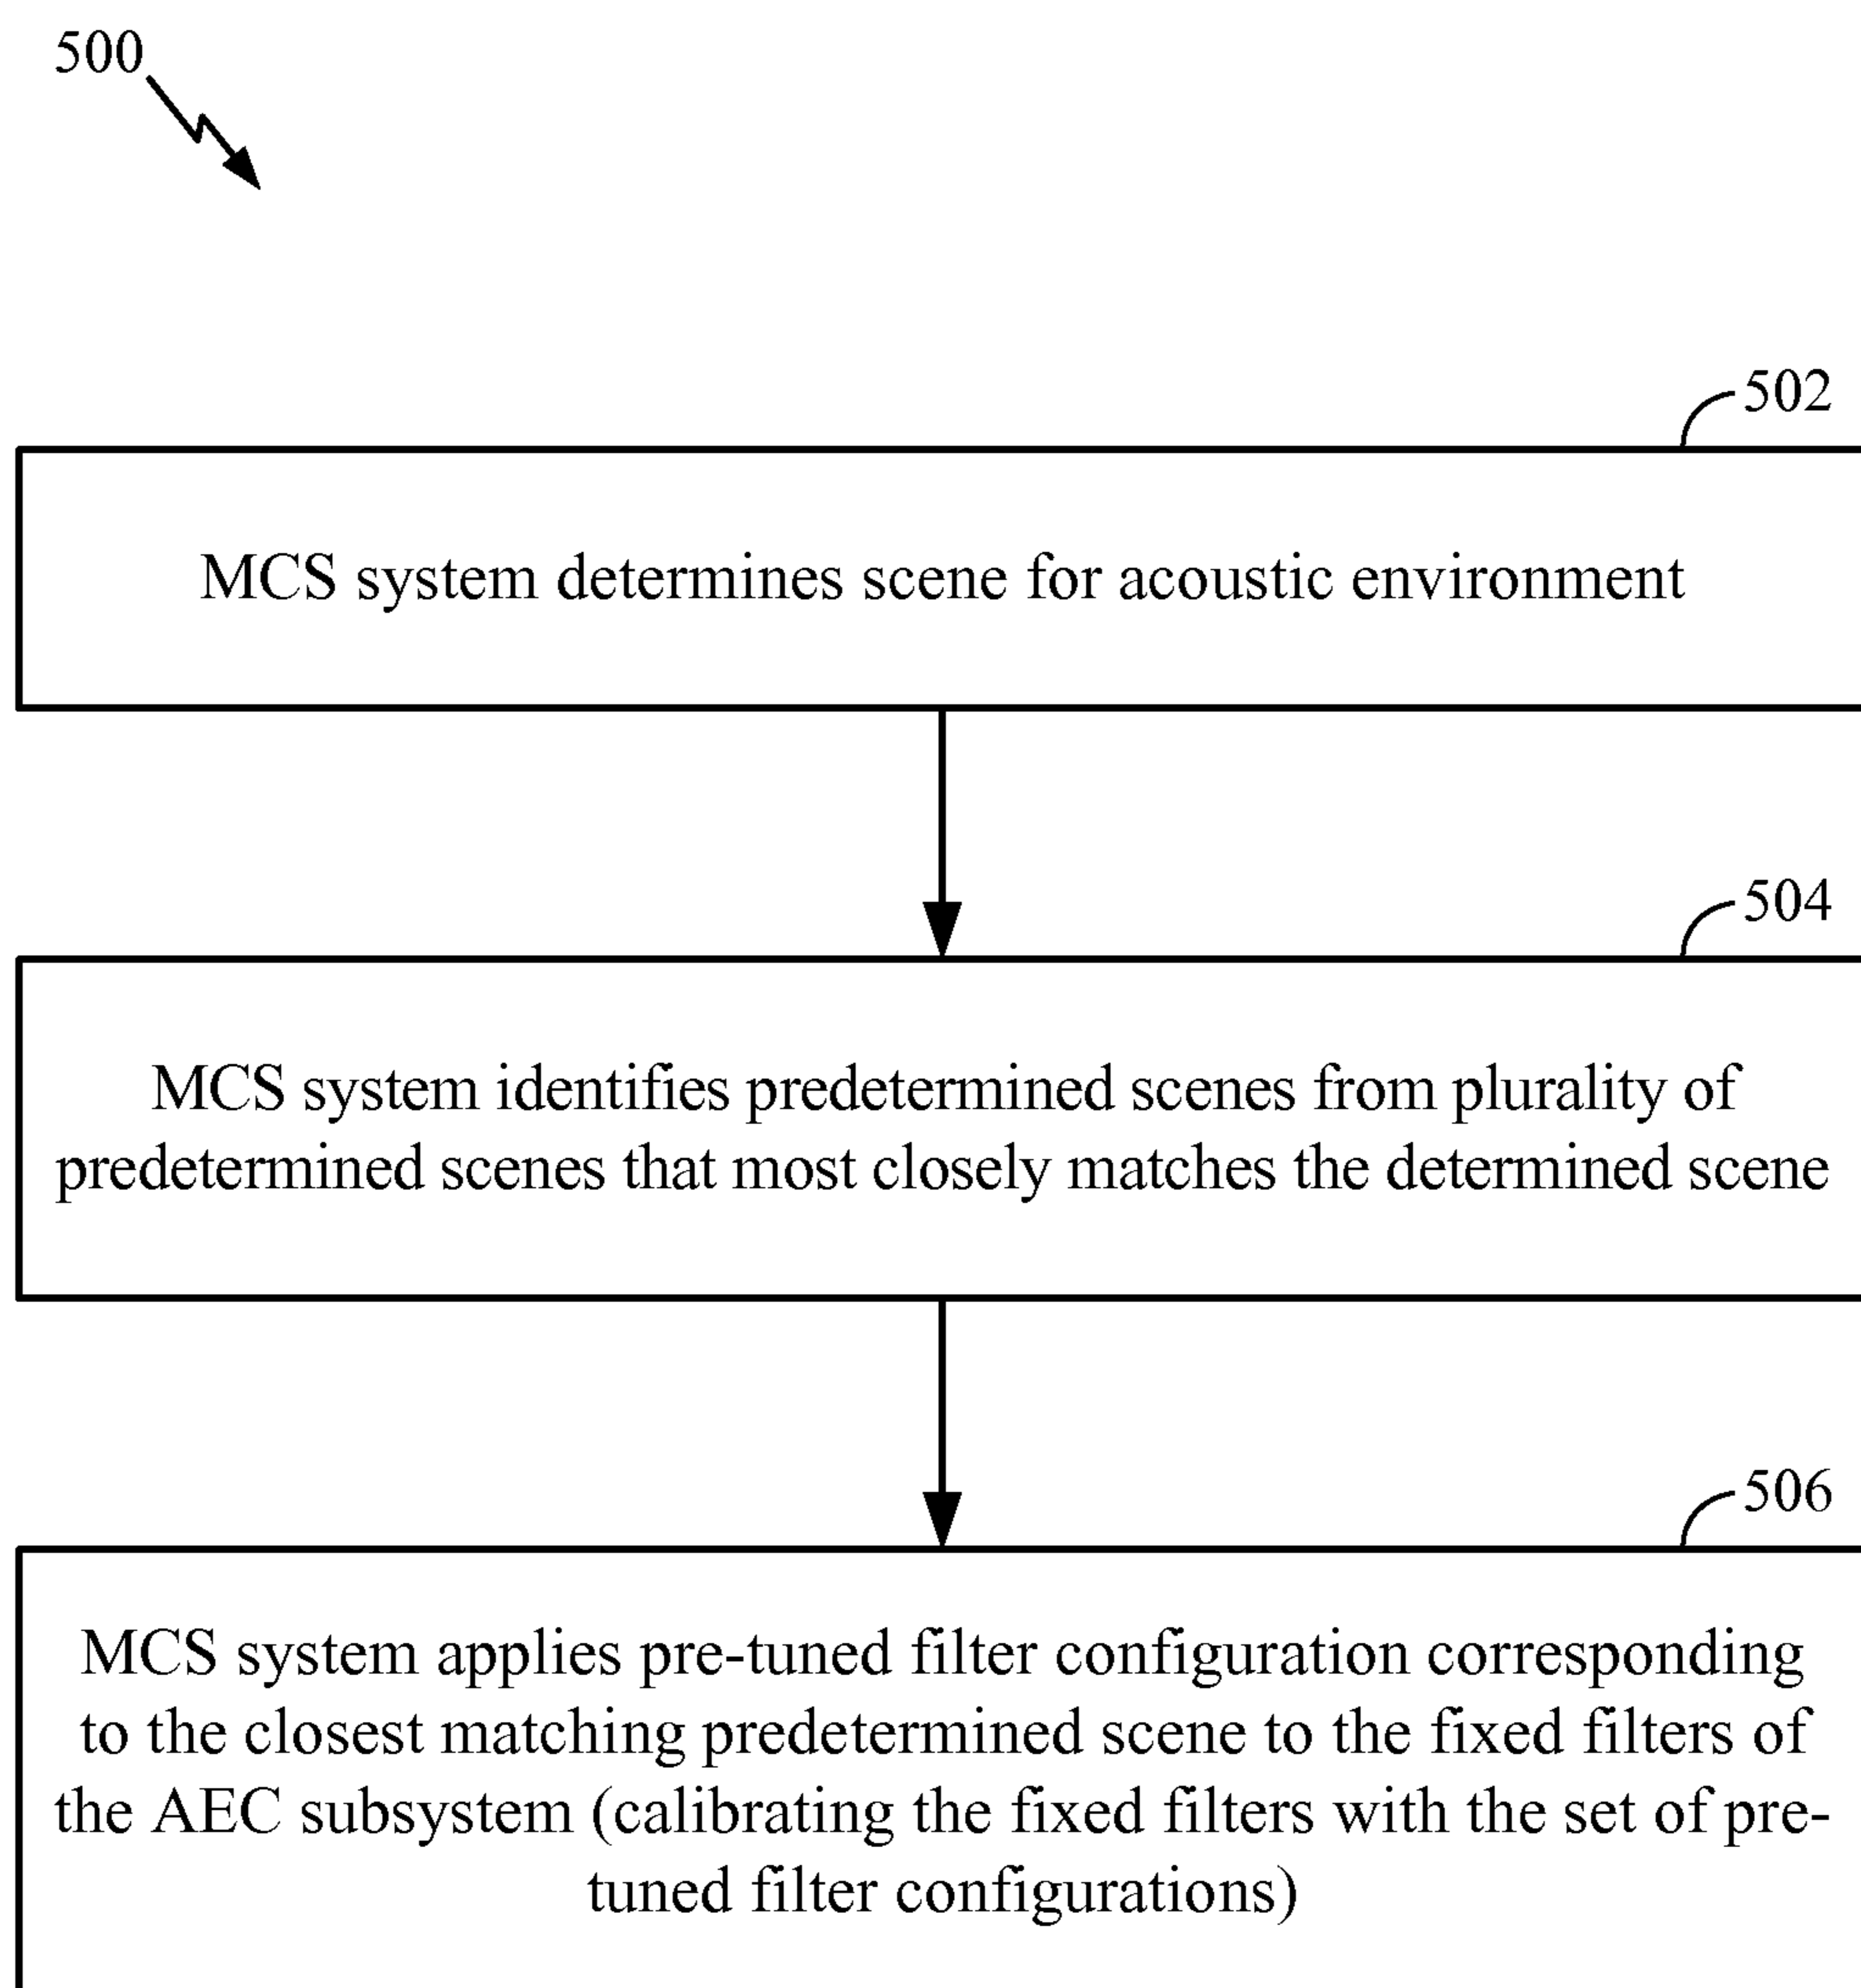 500
502
MCS system determines scene for acoustic environment
504
MCS system identifies predetermined scenes from plurality of
predetermined scenes that most closely matches the determined scene
506
MCS system applies pre-tuned filter configuration corresponding
to the closest matching predetermined scene to the fixed filters of
the AEC subsystem (calibrating the fixed filters with the set of pre-
tuned filter configurations)